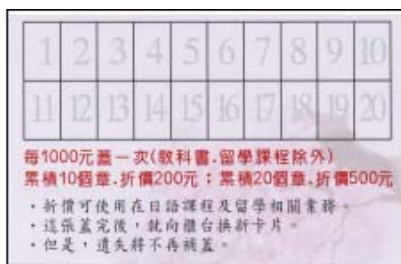 1 2 3 4 5 6 7 8 9 10
11 12 13 14 15 16 17 18 19 20
每1000元蓋一次(教科書.留學課程除外)
累積10個章.折價200元;累積20個章.折價500元
・折價可使用在日語課程及留學相關業務。
・這張蓋完後,就向櫃台換新卡片。
・但是,遺失將不再補蓋。